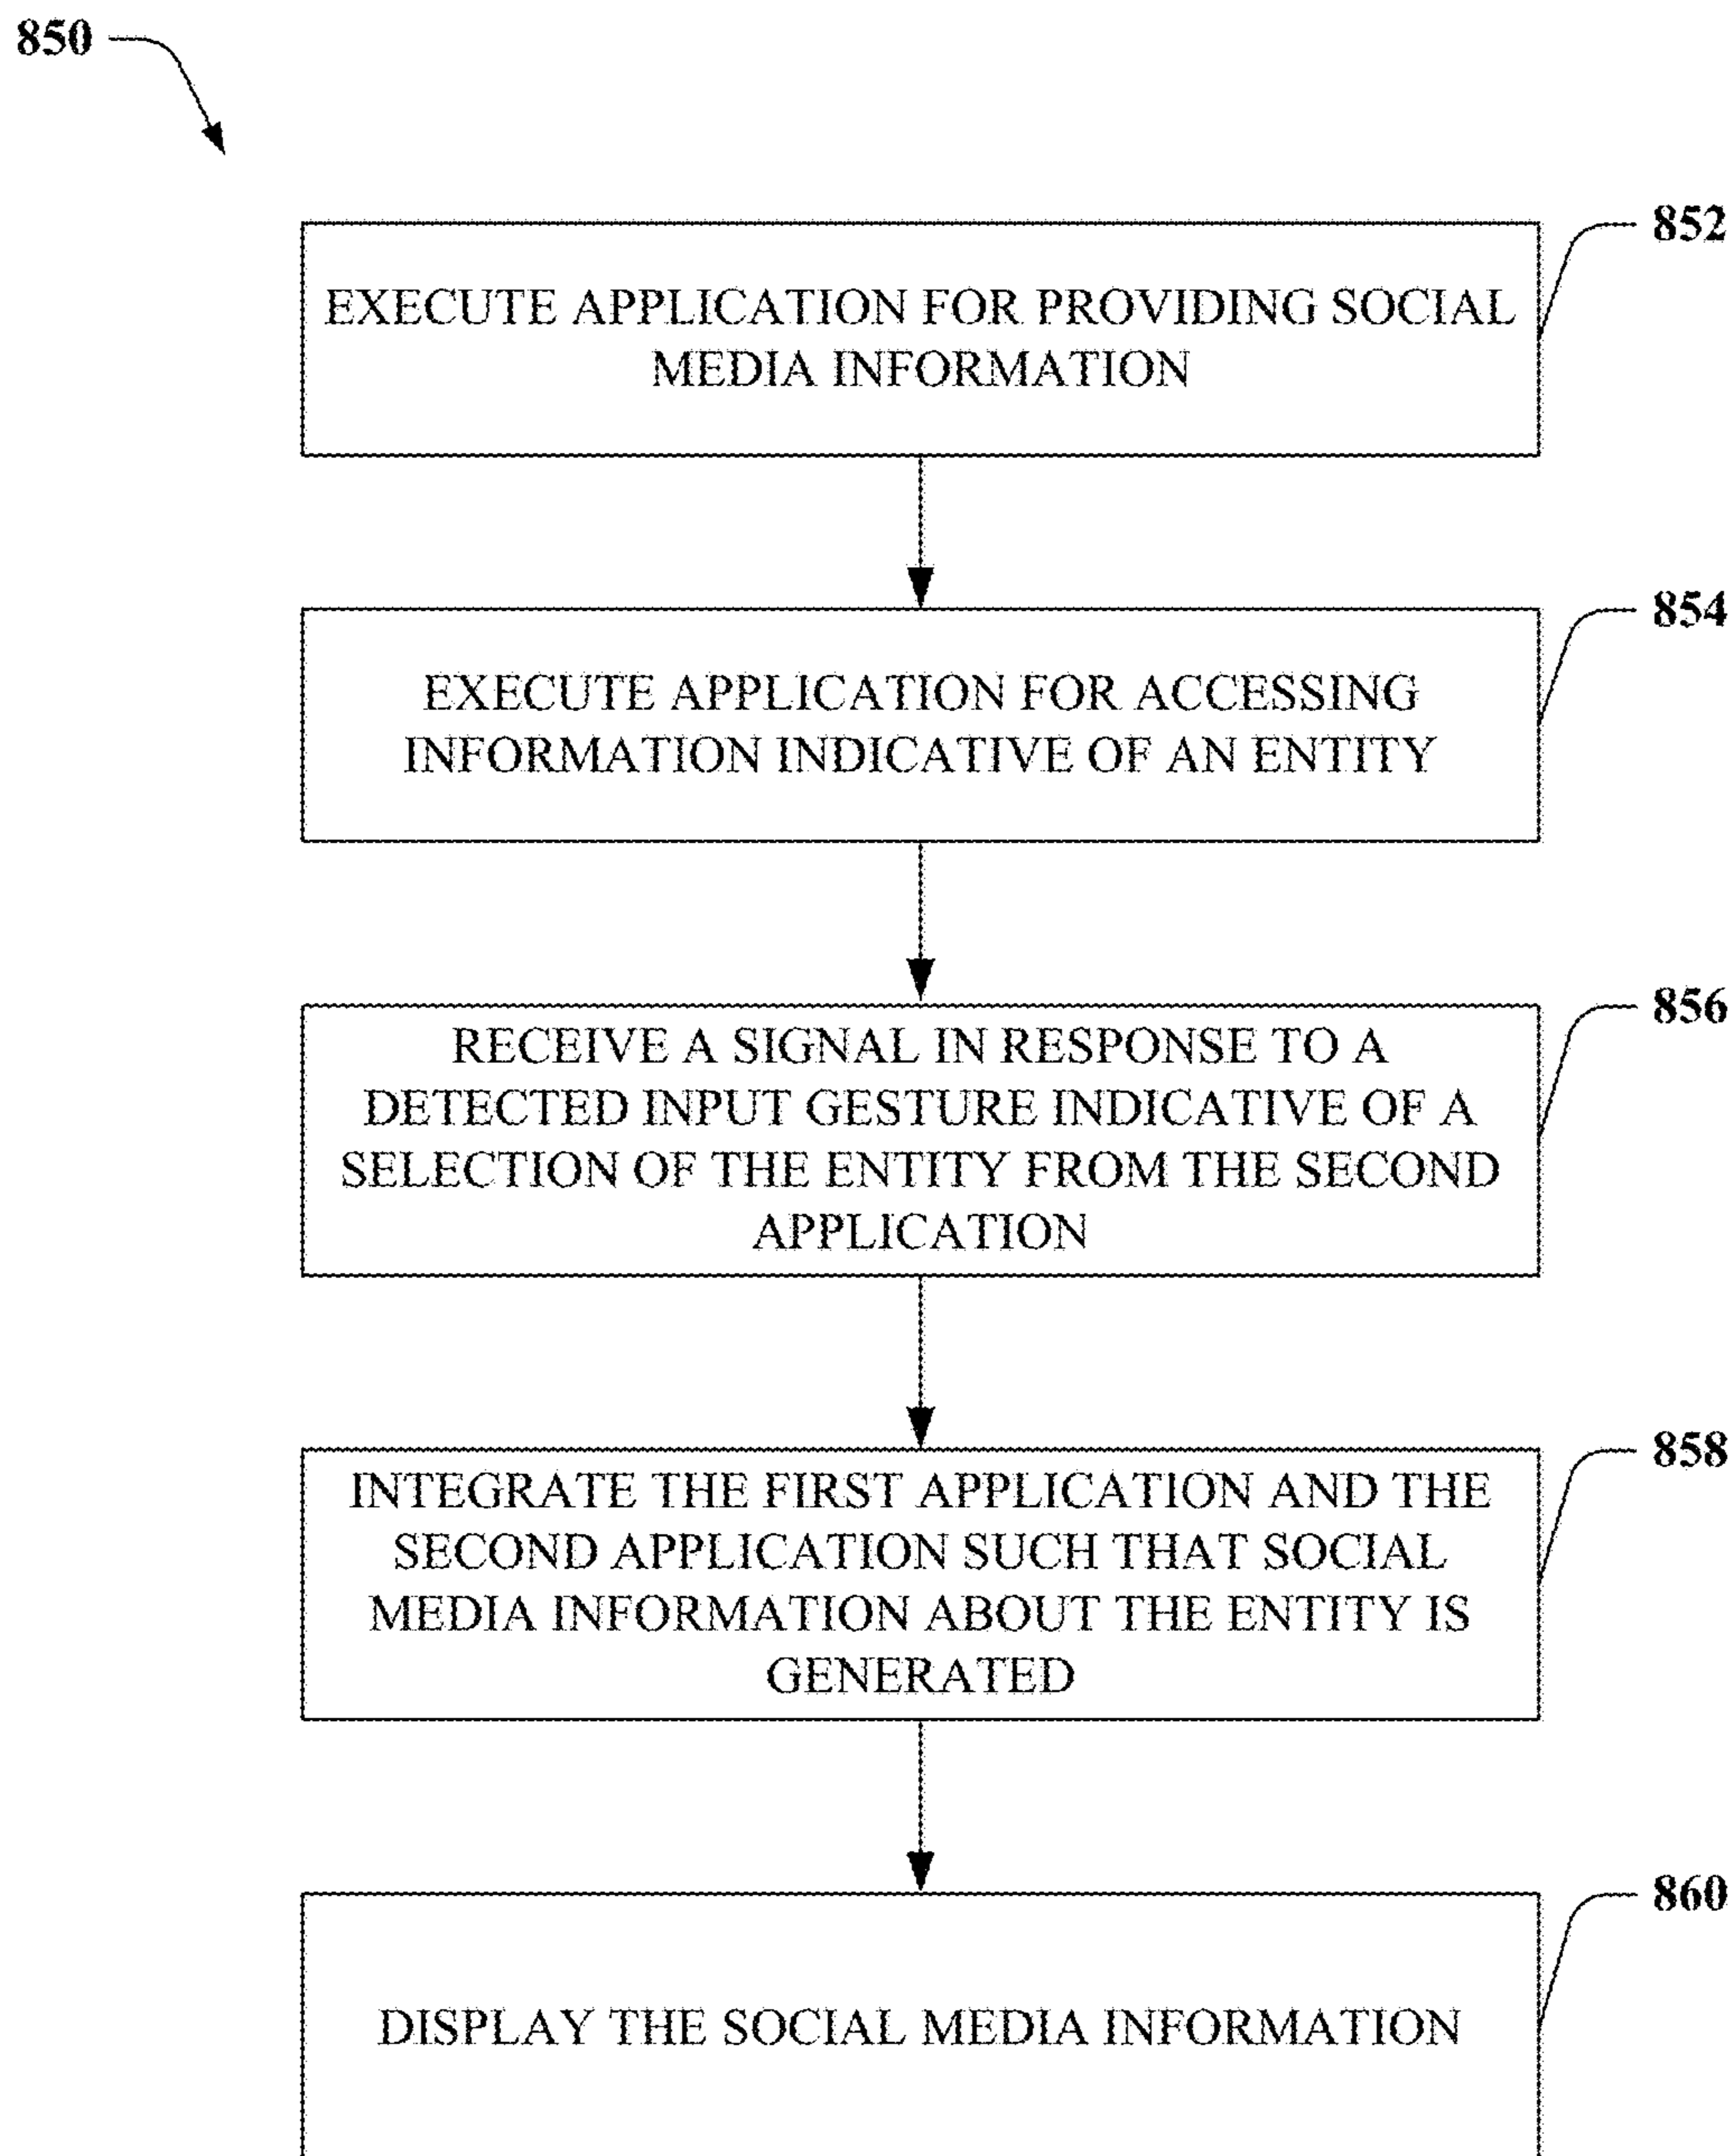 850
852
EXECUTE APPLICATION FOR PROVIDING SOCIAL
MEDIA INFORMATION
854
EXECUTE APPLICATION FOR ACCESSING
INFORMATION INDICATIVE OF AN ENTITY
856
RECEIVE A SIGNAL IN RESPONSE TO A
DETECTED INPUT GESTURE INDICATIVE OF A
SELECTION OF THE ENTITY FROM THE SECOND
APPLICATION
858
INTEGRATE THE FIRST APPLICATION AND THE
SECOND APPLICATION SUCH THAT SOCIAL
MEDIA INFORMATION ABOUT THE ENTITY IS
GENERATED
860
DISPLAY THE SOCIAL MEDIA INFORMATION